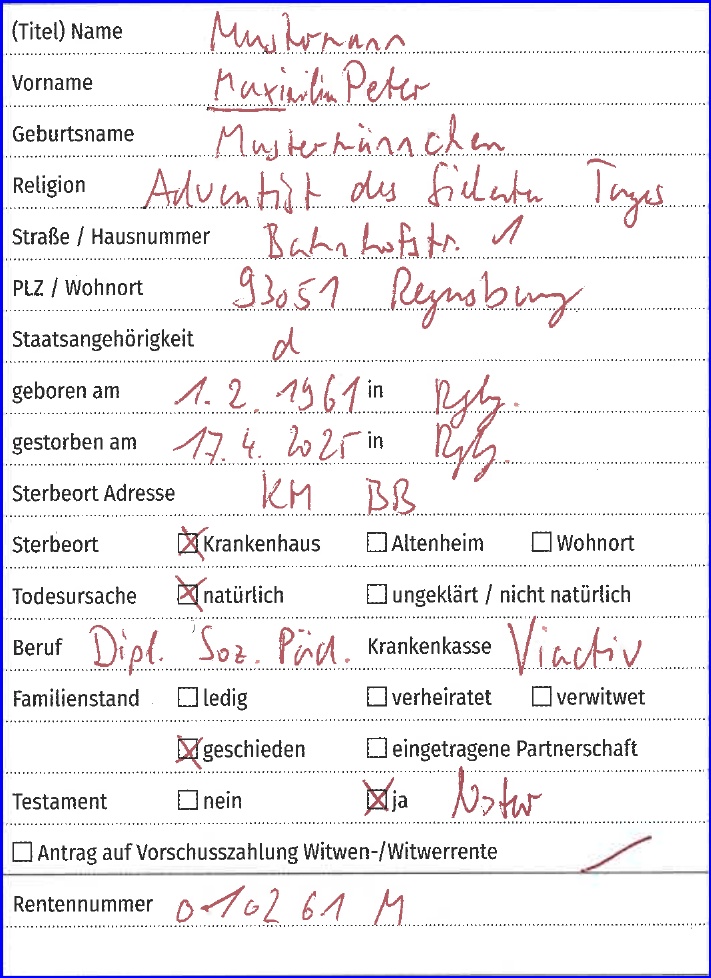 (Titel) Name Mustermann
Vorname Maximilian Peter
Geburtsname Mustermännchen
Religion Adventist des Siebenten Tages
Straße / Hausnummer Bahnhofstr. 1
PLZ / Wohnort 93051 Regensburg
Staatsangehörigkeit d
geboren am 1. 2. 1961 in Rgbg.
gestorben am 17. 4. 2025 in Rgbg.
Sterbeort Adresse KM BB
Sterbeort Krankenhaus Altenheim Wohnort
Todesursache natürlich ungeklärt / nicht natürlich
Beruf Dipl. Soz. Päd. Krankenkasse Viactiv
Familienstand ledig verheiratet verwitwet
geschieden eingetragene Partnerschaft
Testament nein ja Notar
Antrag auf Vorschusszahlung Witwen-/Witwerrente
Rentennummer 010261 M